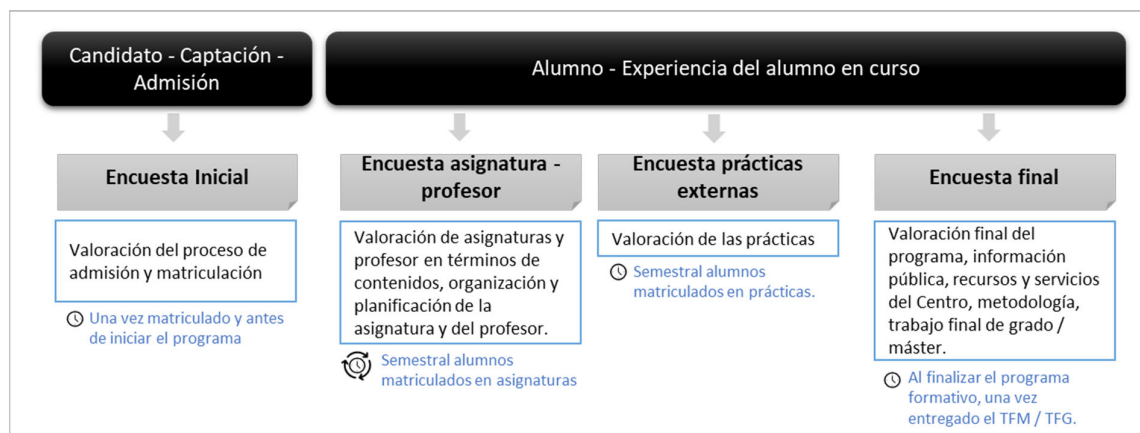 Candidato - Captación -
Admisión
Alumno - Experiencia del alumno en curso
Encuesta Inicial
Valoración del proceso de
admisión y matriculación
Una vez matriculado y antes
de iniciar el programa
Encuesta asignatura -
profesor
Valoración de asignaturas y
profesor en términos de
contenidos, organización y
planificación de la
asignatura y del profesor.
Semestral alumnos
matriculados en asignaturas
Encuesta prácticas
externas
Valoración de las prácticas
Semestral alumnos
matriculados en prácticas.
Encuesta final
Valoración final del
programa, información
pública, recursos y servicios
del Centro, metodología,
trabajo final de grado /
máster.
Al finalizar el programa
formativo, una vez
entregado el TFM / TFG.